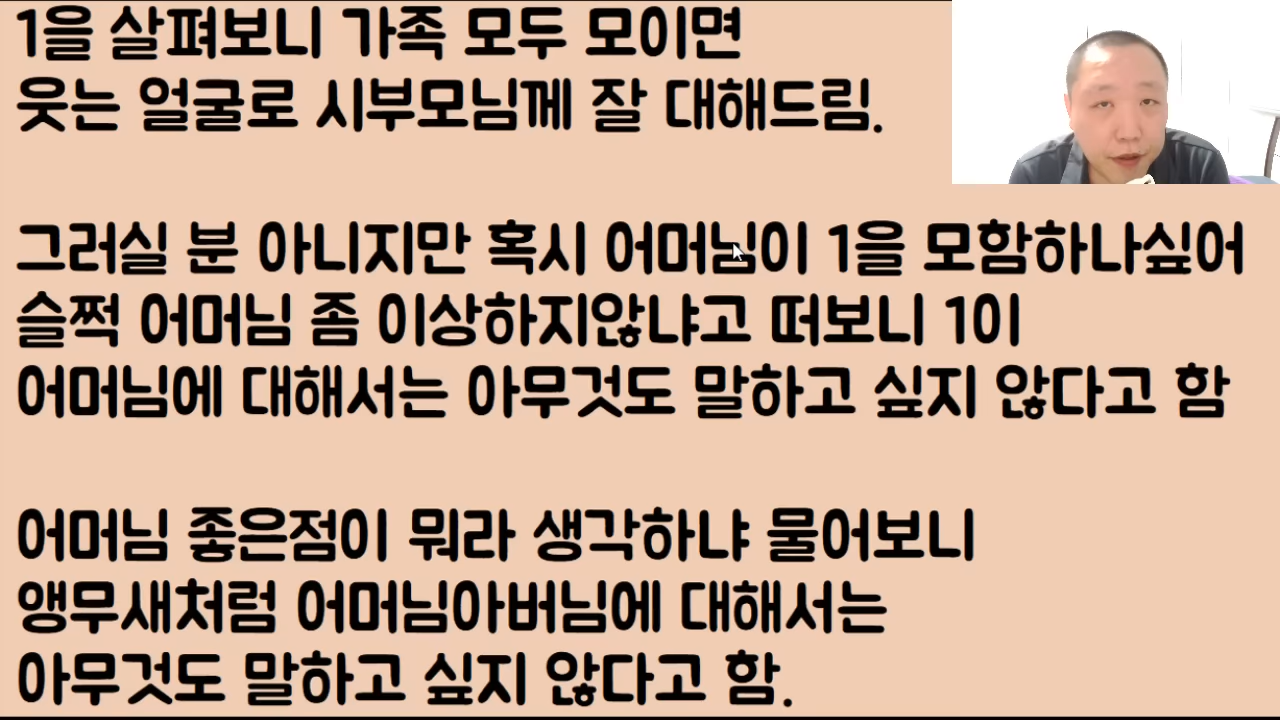 1을 살펴보니 가족 모두 모이면
웃는 얼굴로 시부모님께 잘 대해드림.
그러실 분 아니지만 혹시 어머님이 1을 모함하나싶어
슬쩍 어머님 좀 이상하지않냐고 떠보니 1이
어머님에 대해서는 아무것도 말하고 싶지 않다고 함
어머님 좋은점이 뭐라 생각하냐 물어보니
앵무새처럼 어머님아버님에 대해서는
아무것도 말하고 싶지 않다고 함.